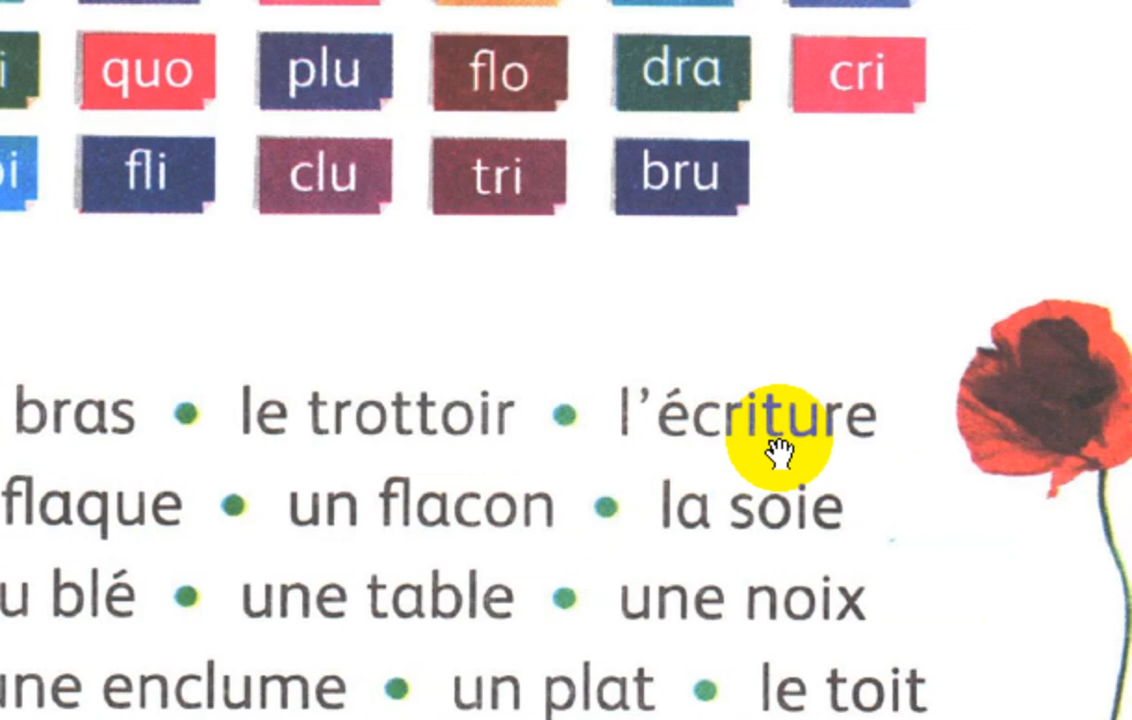 quo plu flo dra cri
fli clu tri bru
bras • le trottoir • l'écriture
flaque • un flacon • la soie
blé • une table • une noix
enclume • un plat • le toit